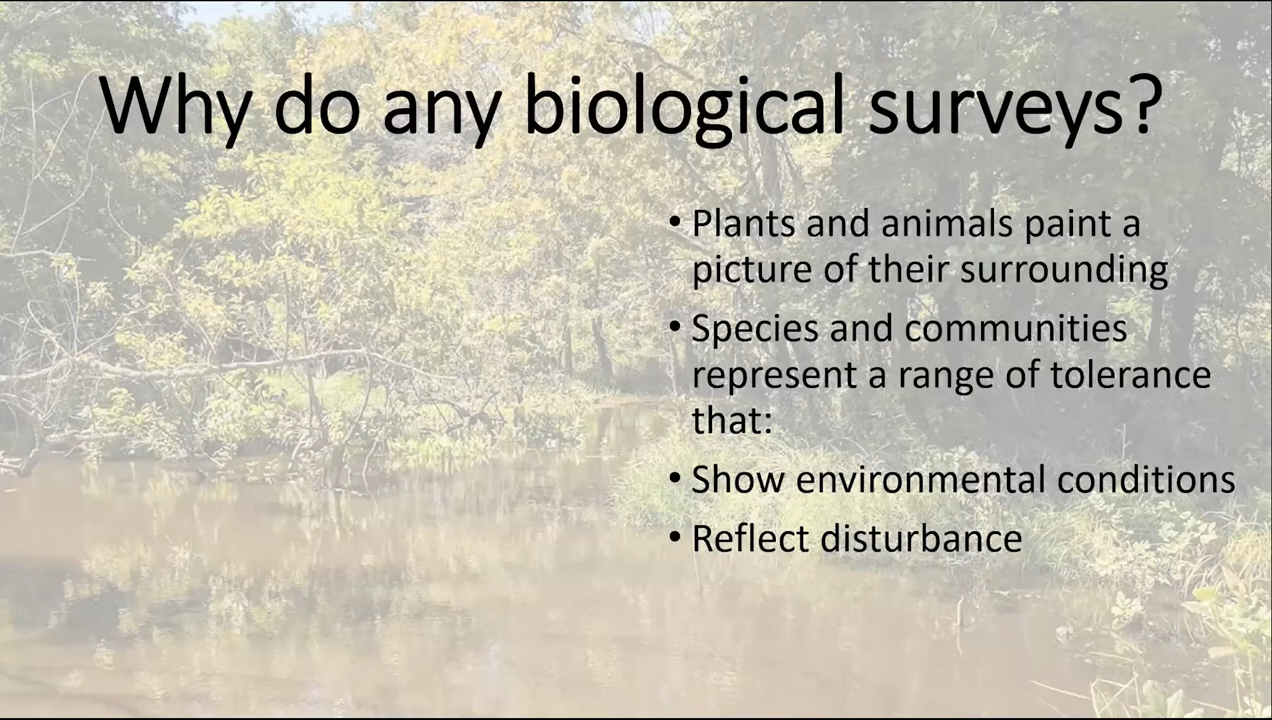 Why do any biological surveys?
• Plants and animals paint a
picture of their surrounding
• Species and communities
represent a range of tolerance
that:
• Show environmental conditions
• Reflect disturbance